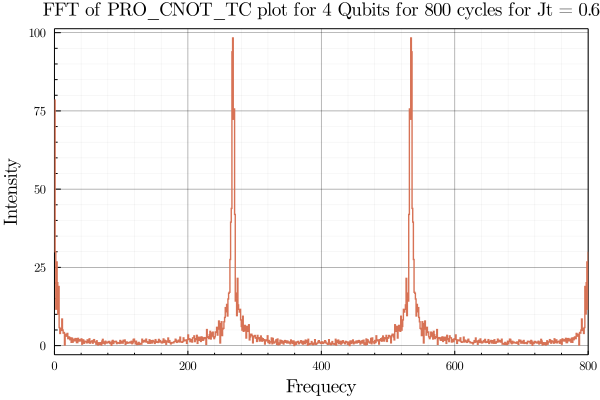 FFT of PRO_CNOT_TC plot for 4 Qubits for 800 cycles for Jt = 0.6
100
75
50
25
0
Intensity
0 200 400 600 800
Frequecy